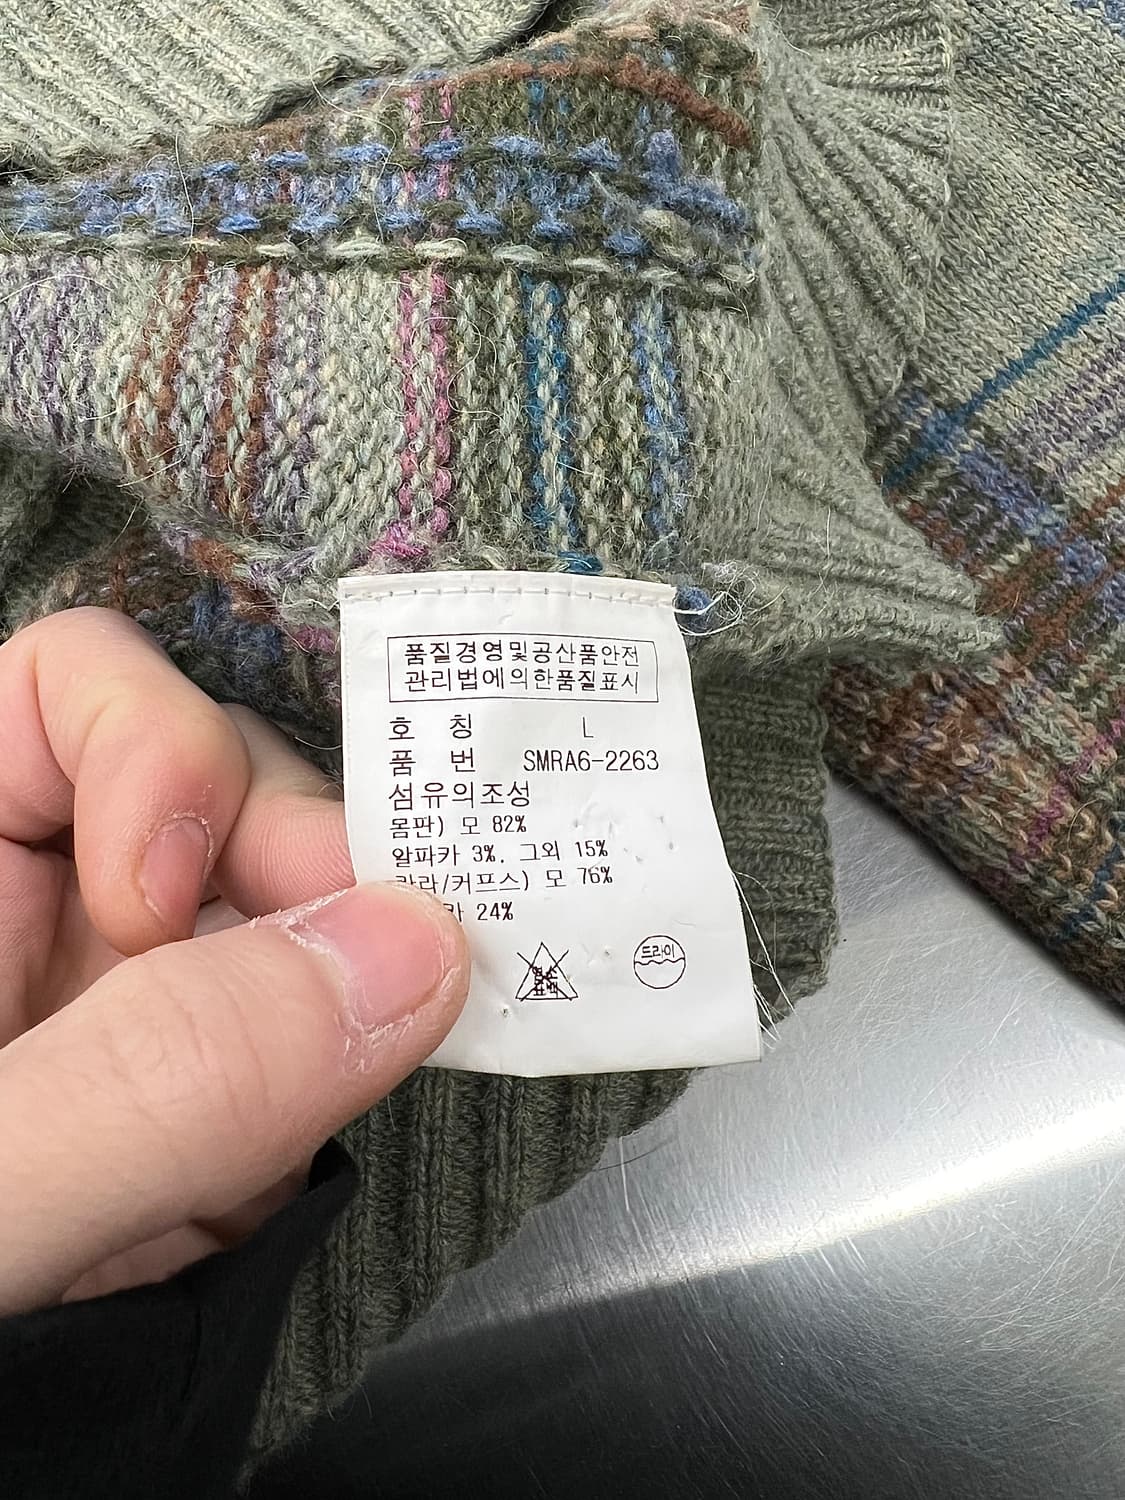 품질경영및공산품안전
관리법에의한품질표시
호 칭 L
품 번 SMRA6-2263
섬유의조성
몸판) 모 82%
알파카 3%, 그외 15%
카라/커프스) 모 76%
24%
드라이